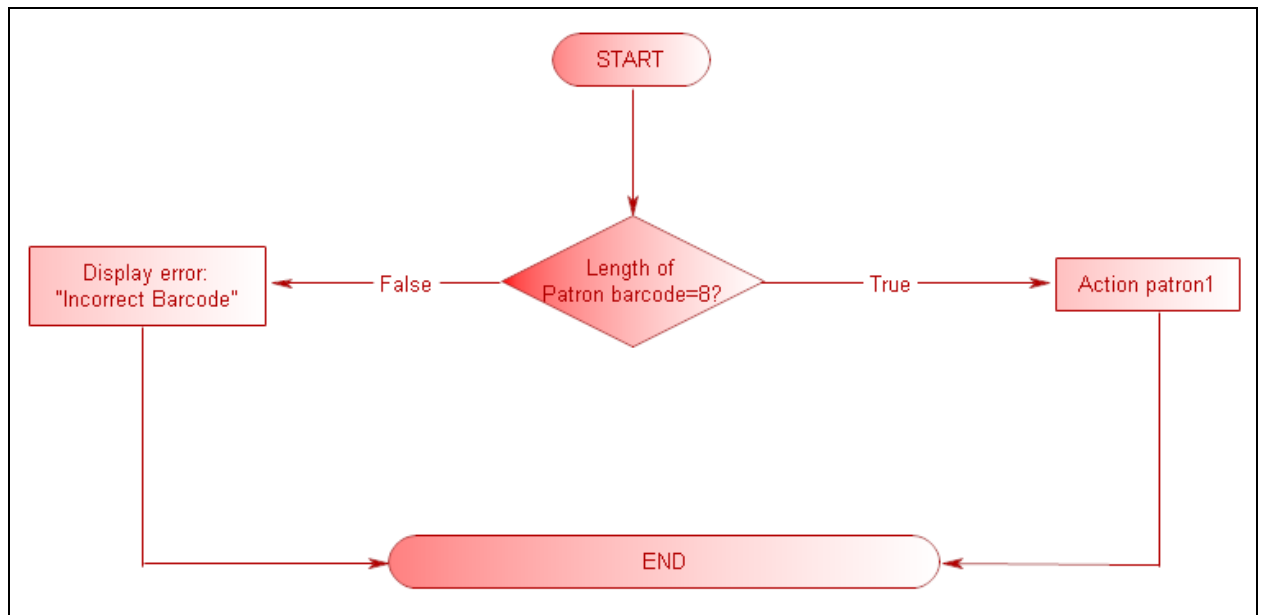 START
Length of
Patron barcode=8?
False
True
Display error:
"Incorrect Barcode"
Action patron1
END